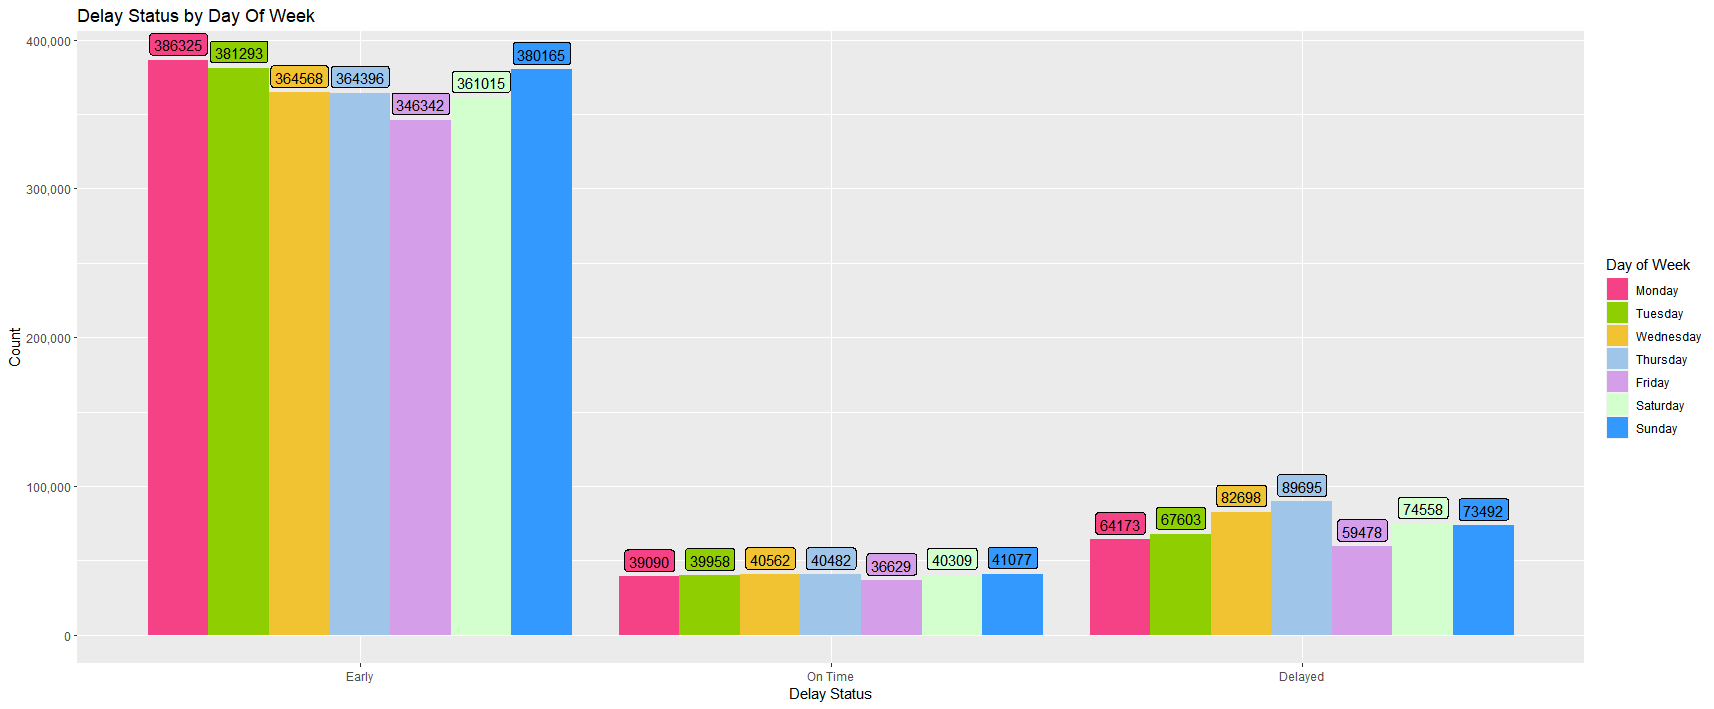 Delay Status by Day Of Week
Count
400,000
300,000
200,000
100,000
0
386325
381293
364568
364396
346342
361015
380165
39090
39958
40562
40482
36629
40309
41077
64173
67603
82698
89695
59478
74558
73492
Early
On Time
Delayed
Delay Status
Day of Week
Monday
Tuesday
Wednesday
Thursday
Friday
Saturday
Sunday